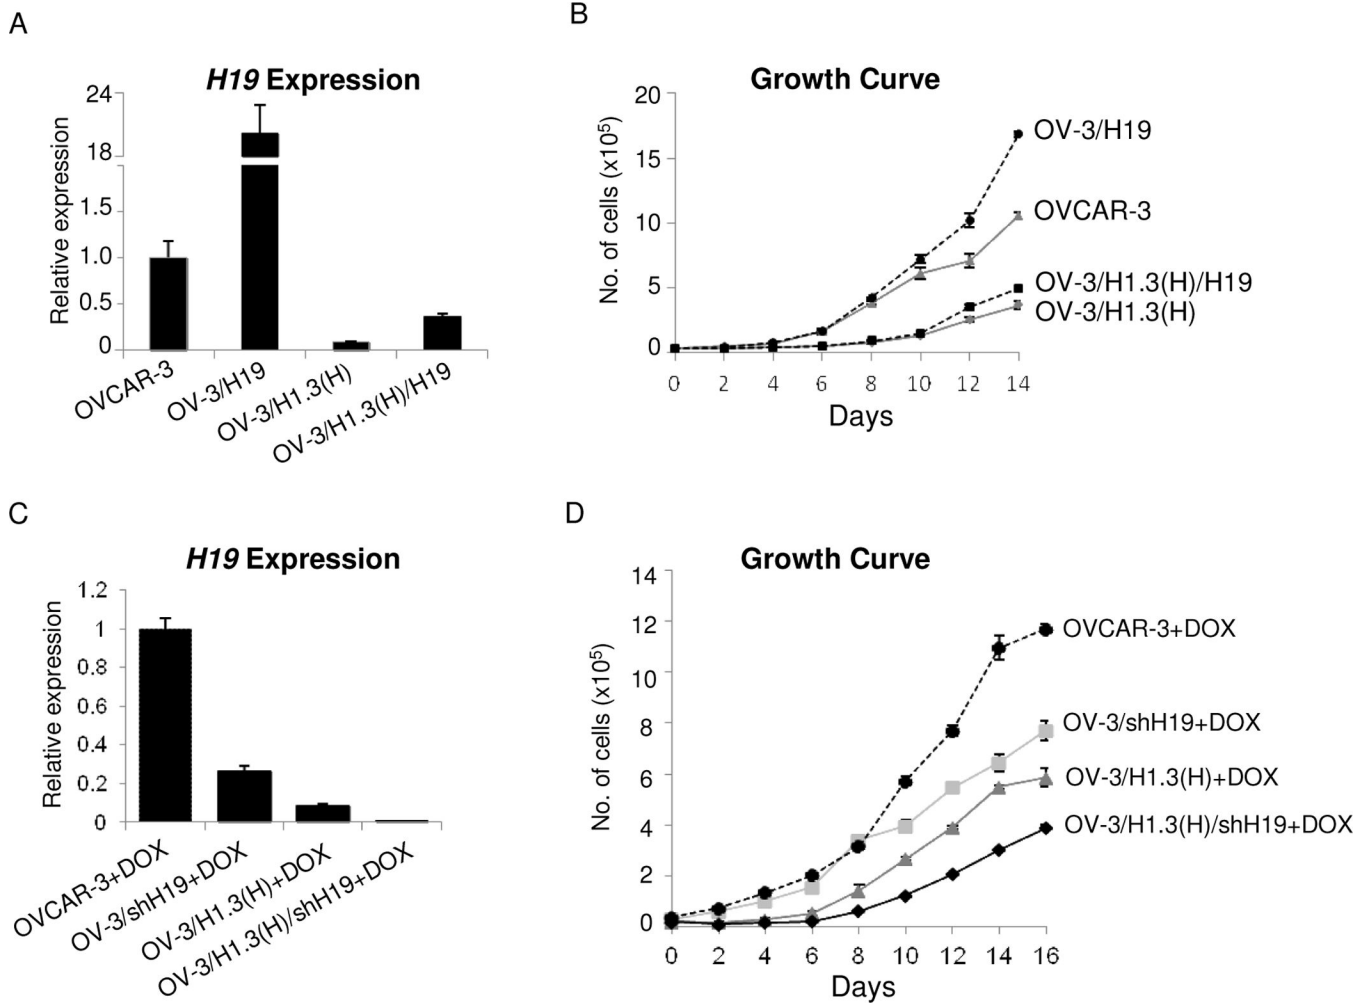 A
H19 Expression
Relative expression
24
18
1.5
1.0
0.5
0
OVCAR-3
OV-3/H19
OV-3/H1.3(H)
OV-3/H1.3(H)/H19
B
Growth Curve
No. of cells (x10⁵)
20
15
10
5
0
0 2 4 6 8 10 12 14
Days
OV-3/H19
OVCAR-3
OV-3/H1.3(H)/H19
OV-3/H1.3(H)
C
H19 Expression
Relative expression
1.2
1
0.8
0.6
0.4
0.2
0
OVCAR-3+DOX
OV-3/shH19+DOX
OV-3/H1.3(H)+DOX
OV-3/H1.3(H)/shH19+DOX
D
Growth Curve
No. of cells (x10⁵)
14
12
10
8
6
4
2
0
0 2 4 6 8 10 12 14 16
Days
OVCAR-3+DOX
OV-3/shH19+DOX
OV-3/H1.3(H)+DOX
OV-3/H1.3(H)/shH19+DOX